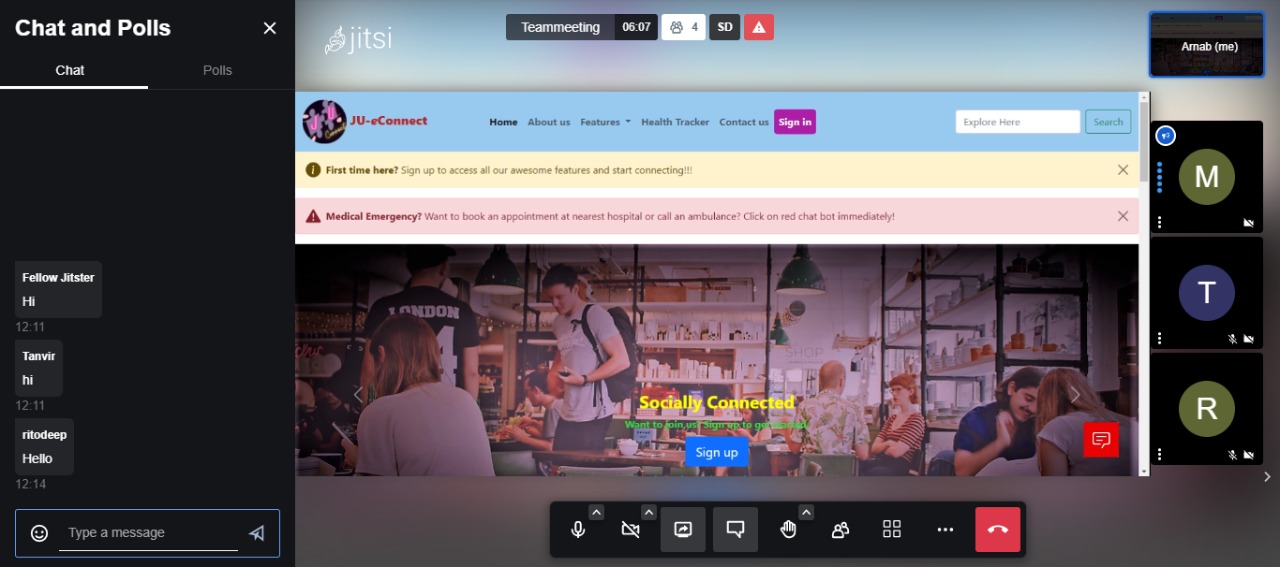 Chat and Polls
Chat Polls
Fellow Jitster
Hi
12:11
Tanvir
hi
12:11
ritodeep
Hello
12:14
Type a message
jitsi
Teammeeting 06:07 4 SD
Arnab (me)
JU-eConnect Home About us Features Health Tracker Contact us Sign in Explore Here Search
First time here? Sign up to access all our awesome features and start connecting!!!
Medical Emergency? Want to book an appointment at nearest hospital or call an ambulance? Click on red chat bot immediately!
LONDON
SHOP
Socially Connected
Want to join us! Sign up to get started
Sign up
M
T
R